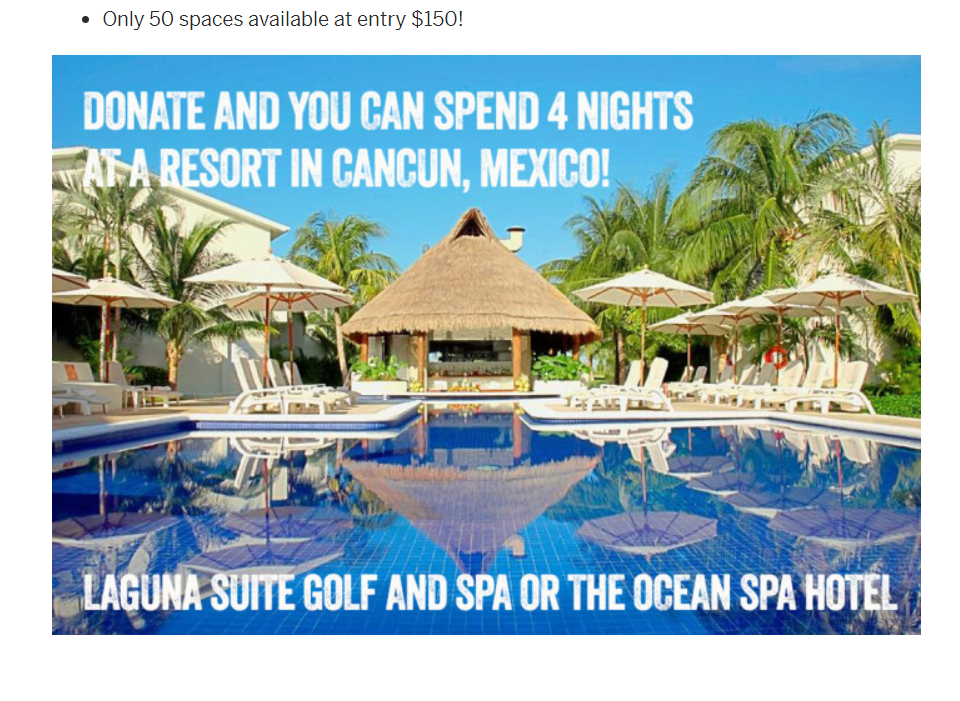 Only 50 spaces available at entry $150!
DONATE AND YOU CAN SPEND 4 NIGHTS
AT A RESORT IN CANCUN, MEXICO!
LAGUNA SUITE GOLF AND SPA OR THE OCEAN SPA HOTEL